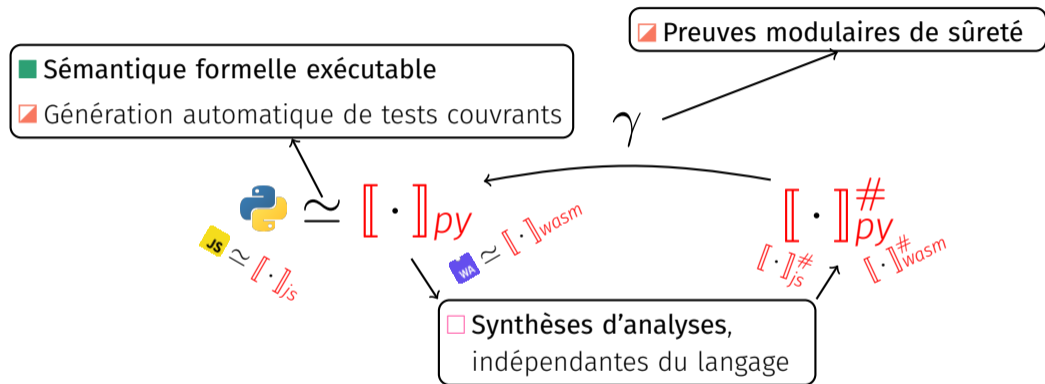 Preuves modulaires de sûreté
Sémantique formelle exécutable
Génération automatique de tests couvrants
γ
≃ ⟦ · ⟧py
⟦ · ⟧#py
JS ≃ ⟦ · ⟧js
WA ≃ ⟦ · ⟧wasm
⟦ · ⟧#js
⟦ · ⟧#wasm
Synthèses d’analyses,
indépendantes du langage